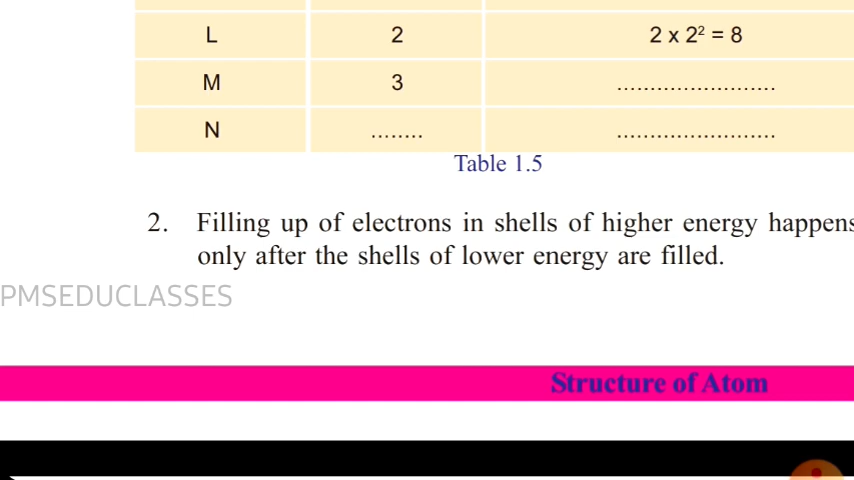 L 2 2 x 2² = 8
M 3 ........................
N ........ ........................
Table 1.5
2. Filling up of electrons in shells of higher energy happens
only after the shells of lower energy are filled.
PMSEDUCLASSES
Structure of Atom